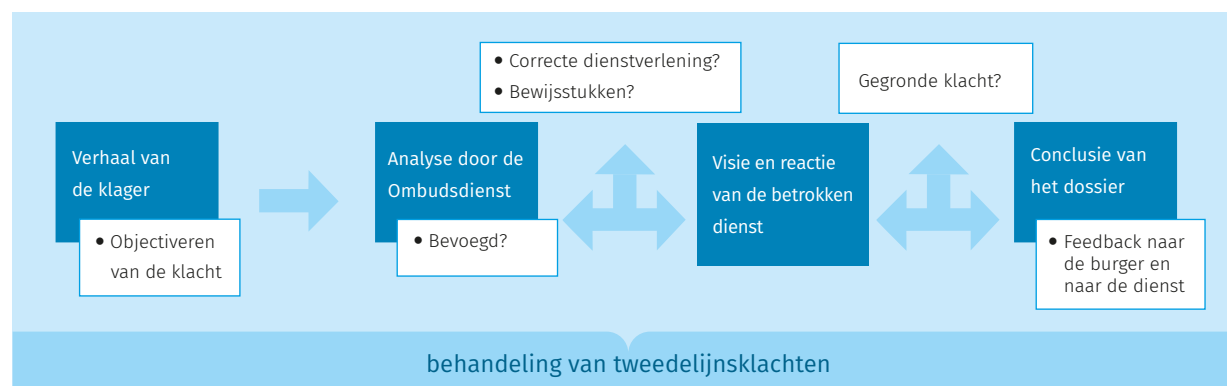 Verhaal van
de klager
• Objectiveren
van de klacht
Analyse door de
Ombudsdienst
• Bevoegd?
• Correcte dienstverlening?
• Bewijsstukken?
Visie en reactie
van de betrokken
dienst
Gegronde klacht?
Conclusie van
het dossier
• Feedback naar
de burger en
naar de dienst
behandeling van tweedelijnsklachten